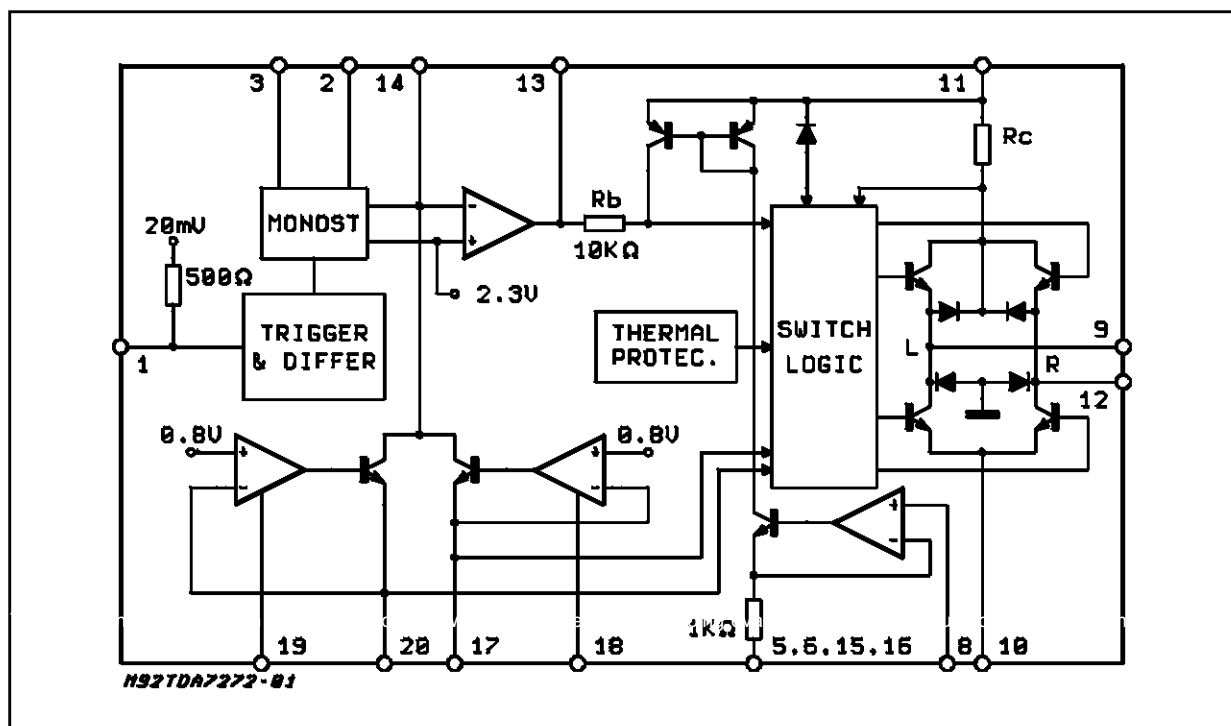 3 2 14 13 11
Rc
MONOST
Rb
10KΩ
20mV
500Ω
2.3V
TRIGGER
& DIFFER
THERMAL
PROTEC.
SWITCH
LOGIC
1
L
9
R
12
0.8V
0.8V
1KΩ
19 20 17 18 5.6.15.16 8 10
M92TDA7272-01